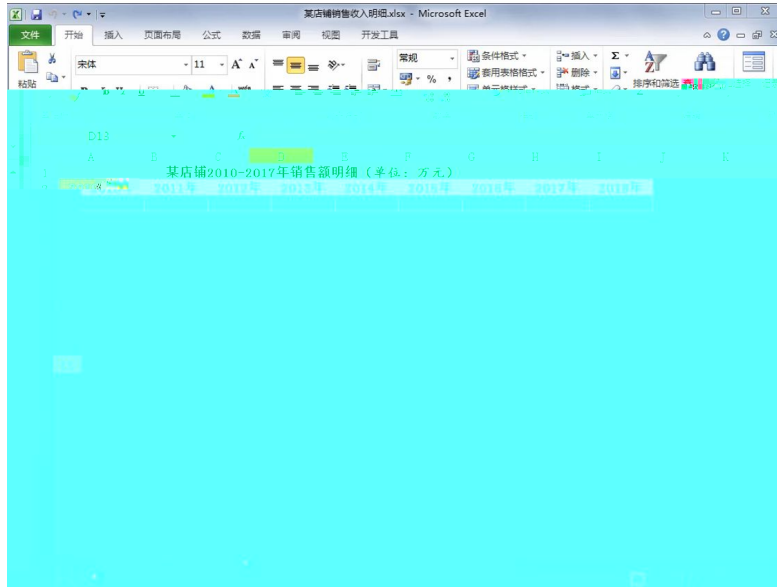 某店铺销售收入明细.xlsx - Microsoft Excel
文件 开始 插入 页面布局 公式 数据 审阅 视图 开发工具
宋体 11 A A 常规 条件格式 插入 Σ
粘贴 % 套用表格格式 删除 排序和筛选
D13
A B C D E F G H I J K
1 某店铺2010-2017年销售额明细（单位：万元）
2011年 2012年 2013年 2014年 2015年 2016年 2017年 2018年